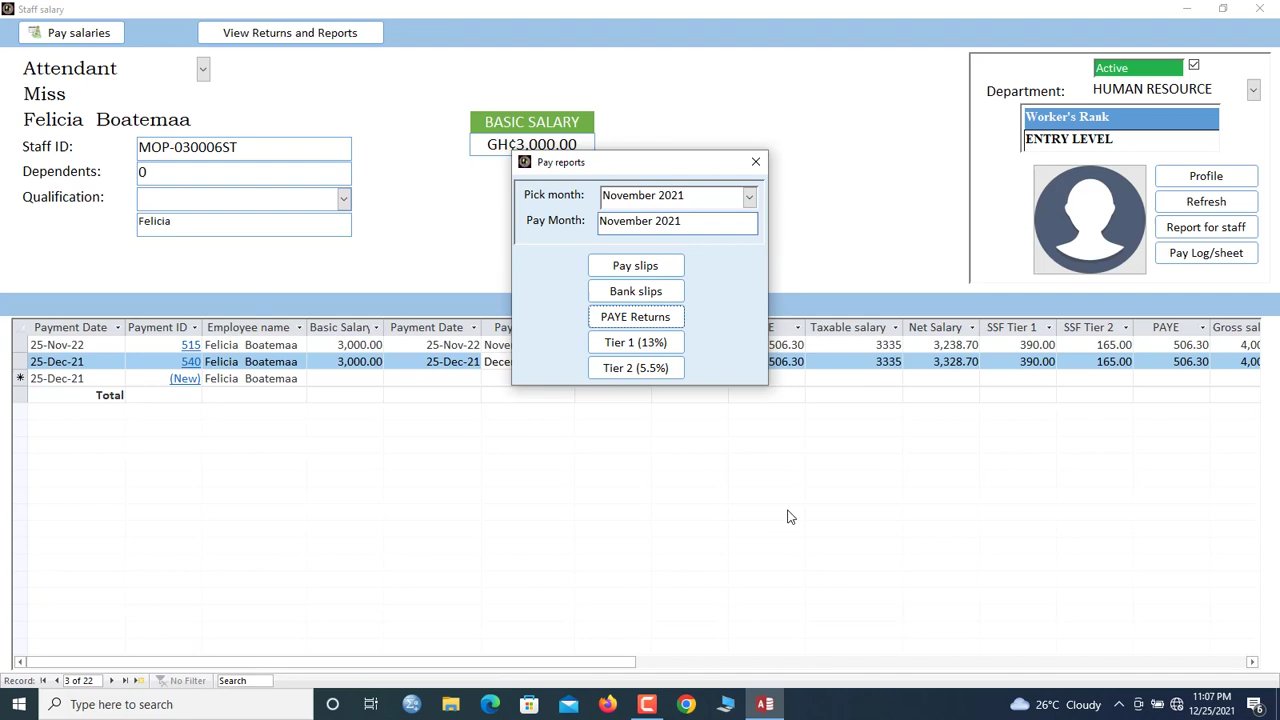 Staff salary
Pay salaries
View Returns and Reports
Attendant
Miss
Felicia Boatemaa
Staff ID: MOP-030006ST
Dependents: 0
Qualification:
Felicia
BASIC SALARY
GH₵3,000.00
Active
Department: HUMAN RESOURCE
Worker's Rank
ENTRY LEVEL
Profile
Refresh
Report for staff
Pay Log/sheet
Pay reports
Pick month: November 2021
Pay Month: November 2021
Pay slips
Bank slips
PAYE Returns
Tier 1 (13%)
Tier 2 (5.5%)
Payment Date Payment ID Employee name Basic Salary Payment Date Taxable salary Net Salary SSF Tier 1 SSF Tier 2 PAYE Gross sal
25-Nov-22 515 Felicia Boatemaa 3,000.00 25-Nov-22 506.30 3335 3,238.70 390.00 165.00 506.30
25-Dec-21 540 Felicia Boatemaa 3,000.00 25-Dec-21 506.30 3335 3,328.70 390.00 165.00 506.30
25-Dec-21 (New) Felicia Boatemaa
Total
Record: 3 of 22 No Filter Search
Type here to search
26°C Cloudy
11:07 PM
12/25/2021
6